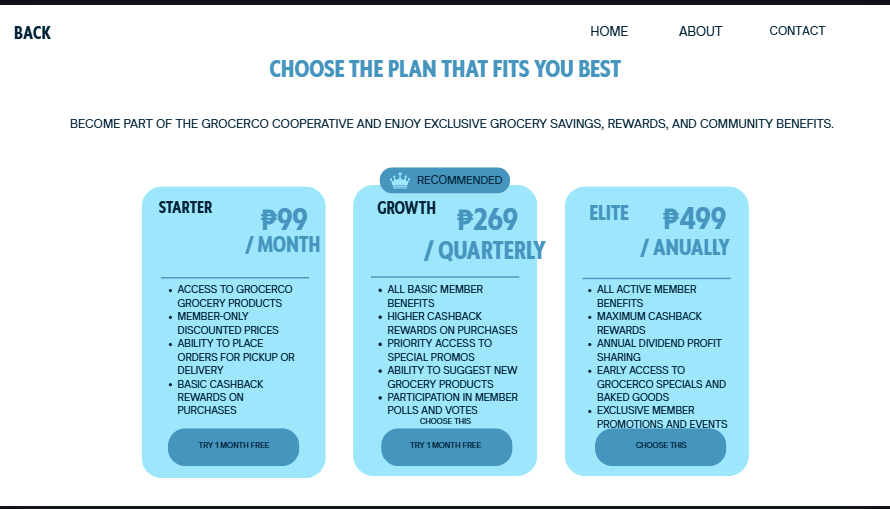 BACK
HOME
ABOUT
CONTACT
CHOOSE THE PLAN THAT FITS YOU BEST
BECOME PART OF THE GROCERCO COOPERATIVE AND ENJOY EXCLUSIVE GROCERY SAVINGS, REWARDS, AND COMMUNITY BENEFITS.
STARTER
₱99
/ MONTH
ACCESS TO GROCERCO
GROCERY PRODUCTS
MEMBER-ONLY
DISCOUNTED PRICES
ABILITY TO PLACE
ORDERS FOR PICKUP OR
DELIVERY
BASIC CASHBACK
REWARDS ON
PURCHASES
TRY 1 MONTH FREE
RECOMMENDED
GROWTH
₱269
/ QUARTERLY
ALL BASIC MEMBER
BENEFITS
HIGHER CASHBACK
REWARDS ON PURCHASES
PRIORITY ACCESS TO
SPECIAL PROMOS
ABILITY TO SUGGEST NEW
GROCERY PRODUCTS
PARTICIPATION IN MEMBER
POLLS AND VOTES
CHOOSE THIS
TRY 1 MONTH FREE
ELITE
₱499
/ ANUALLY
ALL ACTIVE MEMBER
BENEFITS
MAXIMUM CASHBACK
REWARDS
ANNUAL DIVIDEND PROFIT
SHARING
EARLY ACCESS TO
GROCERCO SPECIALS AND
BAKED GOODS
EXCLUSIVE MEMBER
PROMOTIONS AND EVENTS
CHOOSE THIS